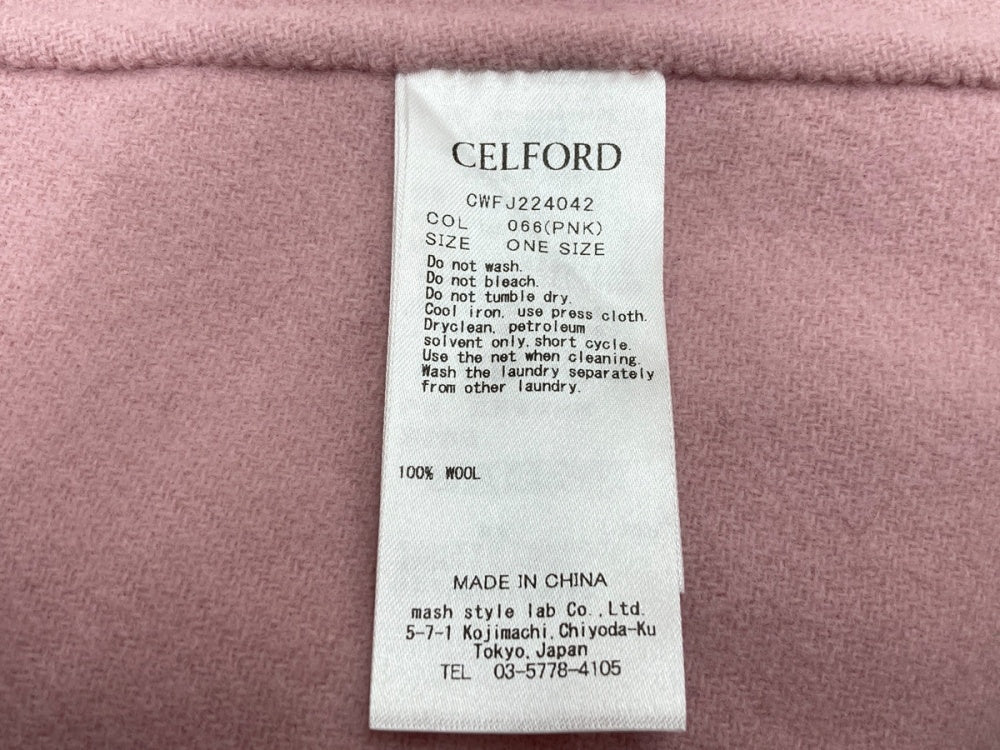 CELFORD
CWFJ224042
COL 066(PNK)
SIZE ONE SIZE
Do not wash.
Do not bleach.
Do not tumble dry.
Cool iron, use press cloth.
Dryclean, petroleum
solvent only, short cycle.
Use the net when cleaning.
Wash the laundry separately
from other laundry.
100% WOOL
MADE IN CHINA
mash style lab Co.,Ltd.
5-7-1 Kojimachi,Chiyoda-Ku
Tokyo,Japan
TEL 03-5778-4105